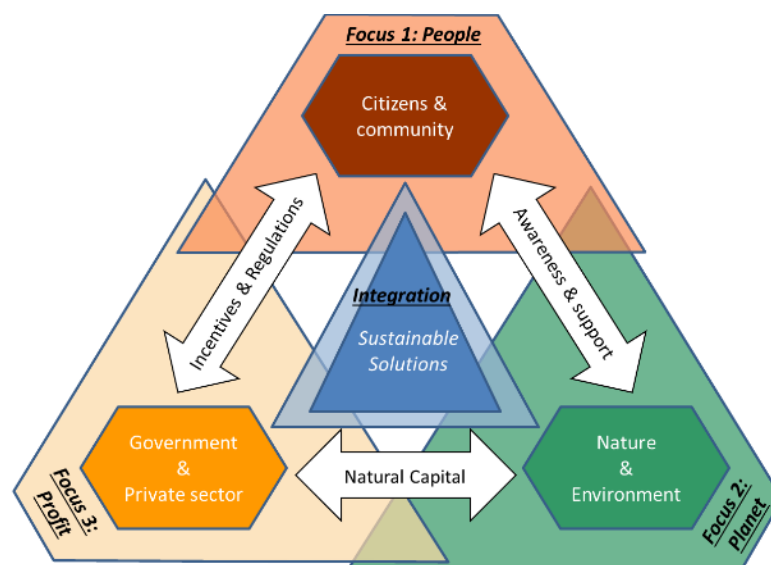 Focus 1: People
Citizens &
community
Incentives & Regulations
Awareness & support
Integration
Sustainable
Solutions
Government
&
Private sector
Natural Capital
Nature
&
Environment
Focus 3:
Profit
Focus 2:
Planet